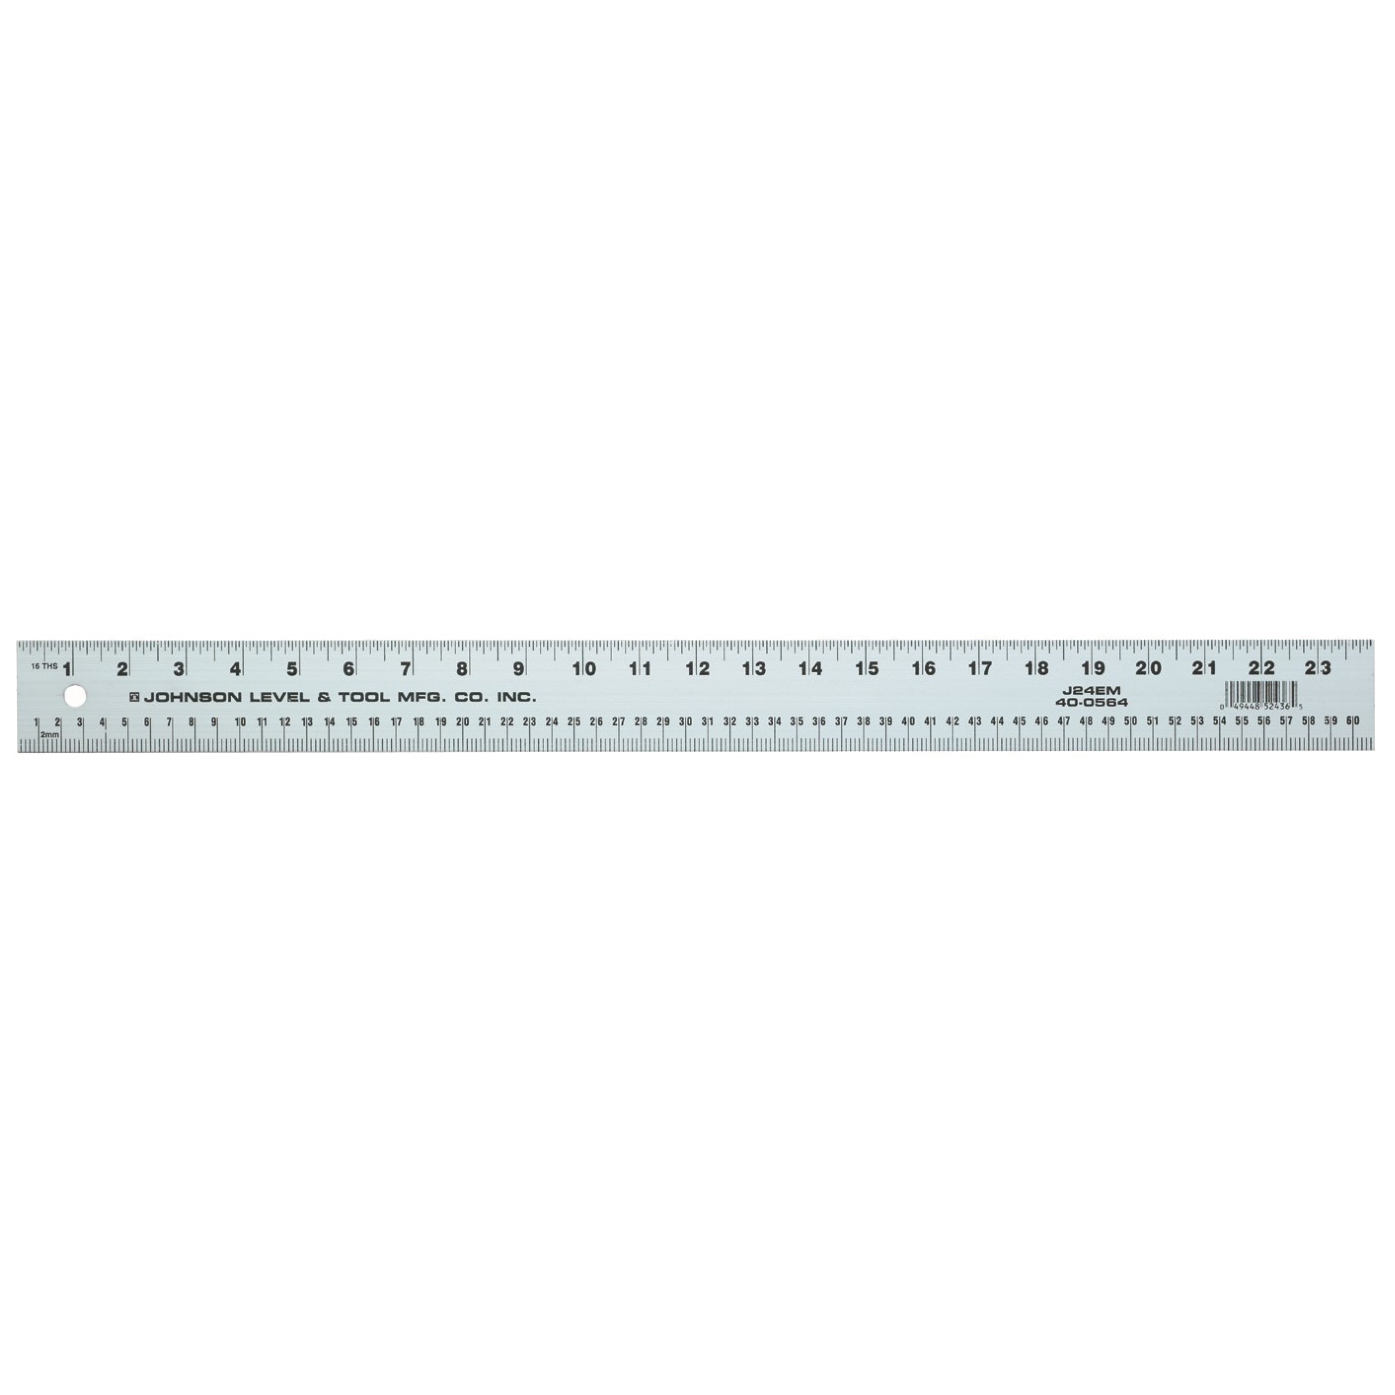 16 THS 1 2 3 4 5 6 7 8 9 10 11 12 13 14 15 16 17 18 19 20 21 22 23
JOHNSON LEVEL & TOOL MFG. CO. INC.
J24EM
40-0564
0 49448 52436 5
1 2 3 4 5 6 7 8 9 10 11 12 13 14 15 16 17 18 19 20 21 22 23 24 25 26 27 28 29 30 31 32 33 34 35 36 37 38 39 40 41 42 43 44 45 46 47 48 49 50 51 52 53 54 55 56 57 58 59 60
2mm